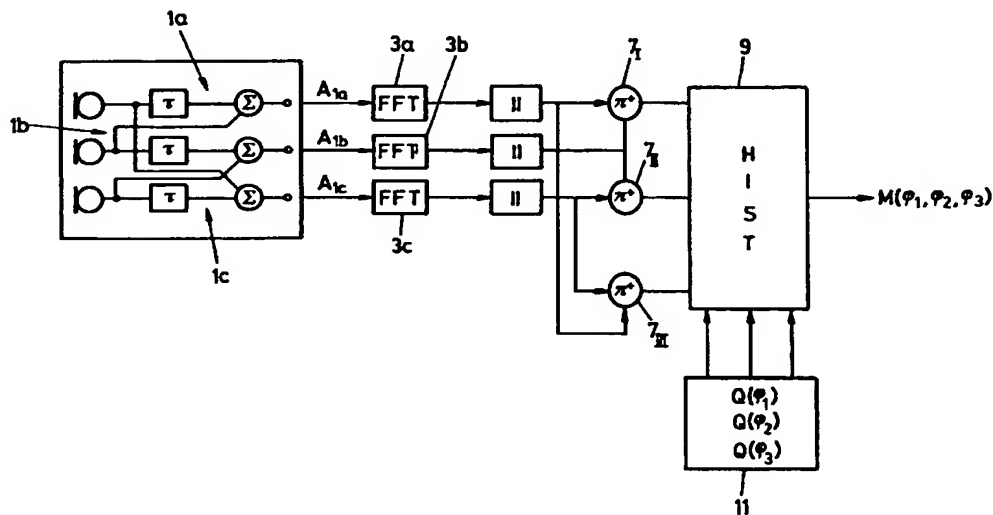 1a
3a
3b
7I
9
1b
τ
Σ
A1a
FFT
||
π+
τ
Σ
A1b
FFT
||
7II
τ
Σ
A1c
FFT
||
π+
HIST
M(φ1, φ2, φ3)
1c
3c
π+
7III
Q(φ1)
Q(φ2)
Q(φ3)
11